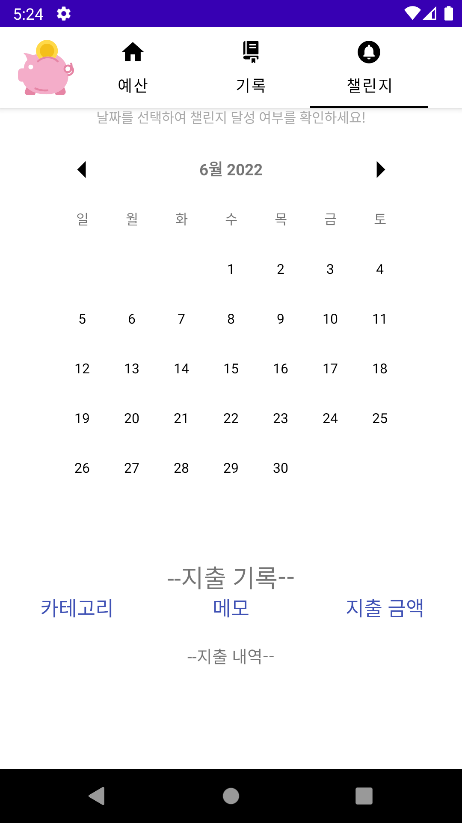 5:24
예산 기록 챌린지
날짜를 선택하여 챌린지 달성 여부를 확인하세요!
6월 2022
일 월 화 수 목 금 토
1 2 3 4
5 6 7 8 9 10 11
12 13 14 15 16 17 18
19 20 21 22 23 24 25
26 27 28 29 30
--지출 기록--
카테고리 메모 지출 금액
--지출 내역--